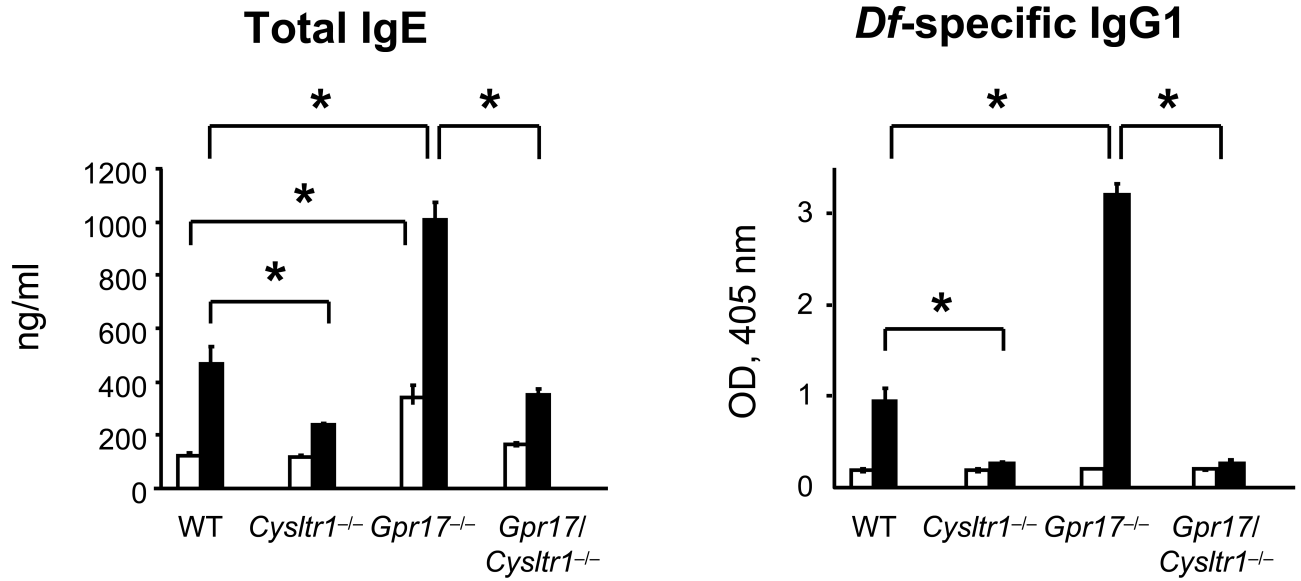 Total IgE
*
*
1200
1000
800
600
400
200
0
*
*
ng/ml
WT
Cysltr1–/–
Gpr17–/–
Gpr17/
Cysltr1–/–
Df-specific IgG1
*
*
3
2
1
0
*
OD, 405 nm
WT
Cysltr1–/–
Gpr17–/–
Gpr17/
Cysltr1–/–